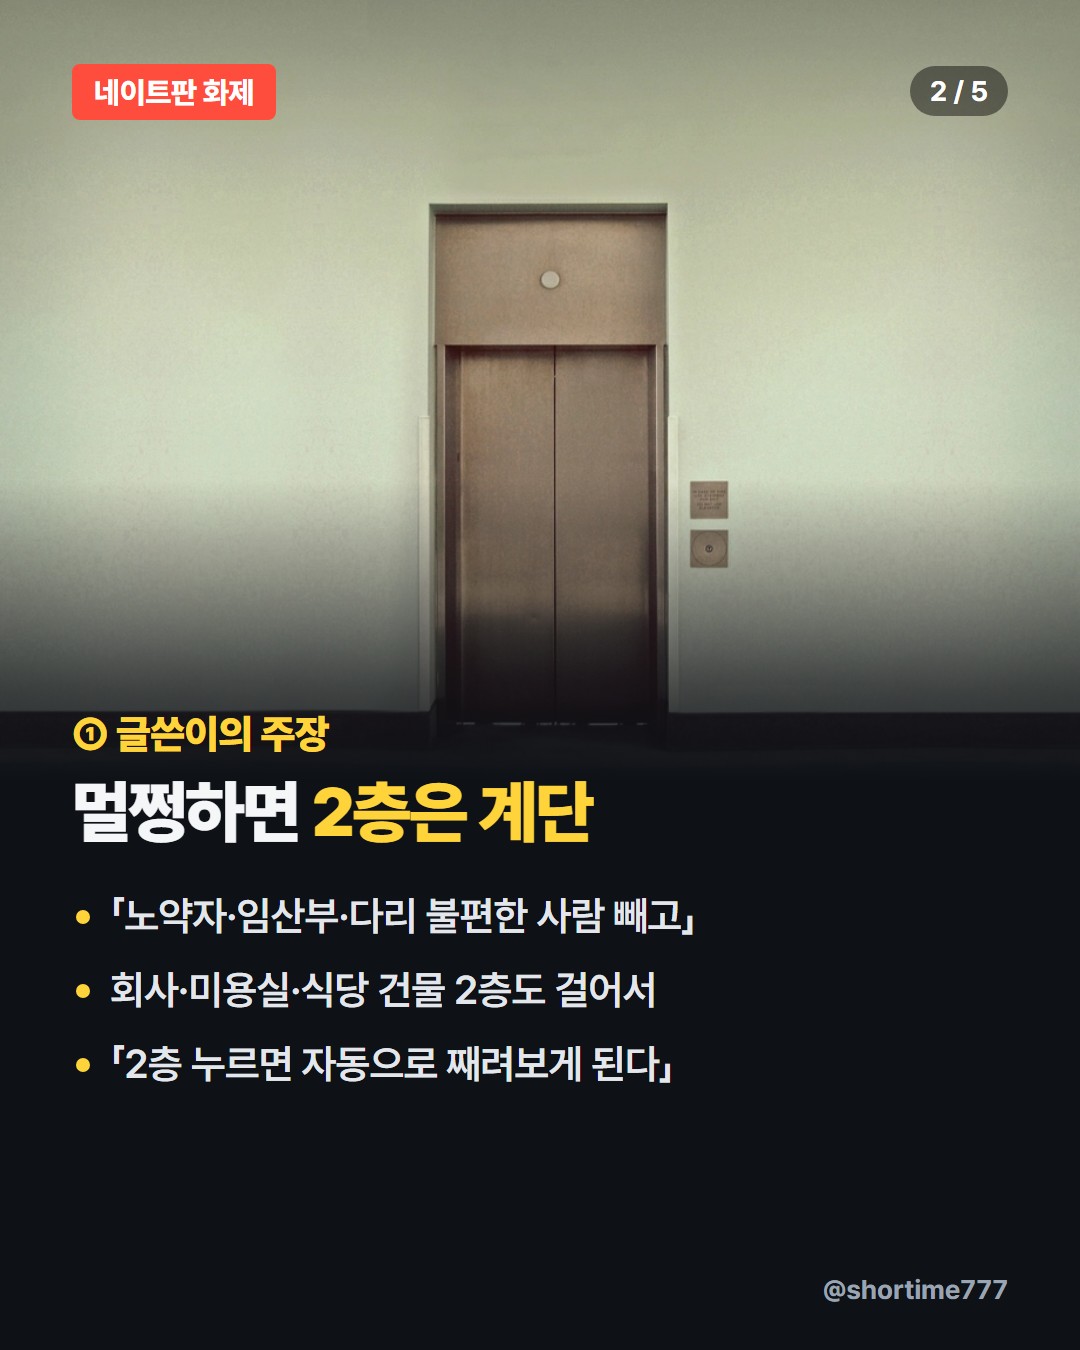 네이트판 화제
2 / 5
① 글쓴이의 주장
멀쩡하면 2층은 계단
• 「노약자·임산부·다리 불편한 사람 빼고」
• 회사·미용실·식당 건물 2층도 걸어서
• 「2층 누르면 자동으로 째려보게 된다」
@shortime777